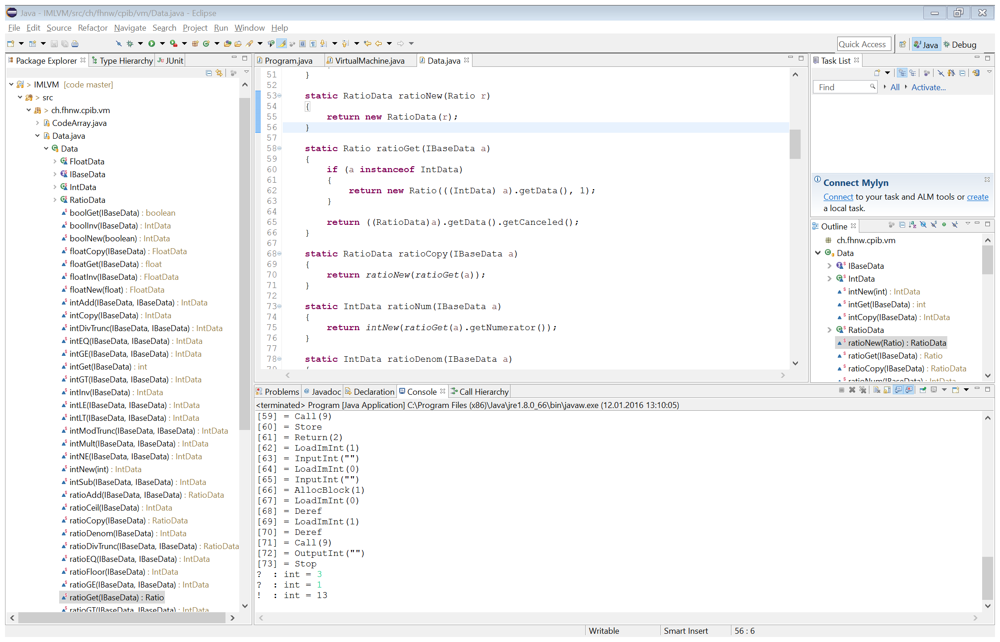 Java - IMLVM/src/ch/fhnw/cpib/vm/Data.java - Eclipse
File Edit Source Refactor Navigate Search Project Run Window Help
Quick Access Java Debug
Package Explorer Type Hierarchy JUnit
> IMLVM [code master]
> src
> ch.fhnw.cpib.vm
CodeArray.java
Data.java
Data
FloatData
IBaseData
IntData
RatioData
boolGet(IBaseData) : boolean
boolInv(IBaseData) : IntData
boolNew(boolean) : IntData
floatCopy(IBaseData) : FloatData
floatGet(IBaseData) : float
floatInv(IBaseData) : FloatData
floatNew(float) : FloatData
intAdd(IBaseData, IBaseData) : IntData
intCopy(IBaseData) : IntData
intDivTrunc(IBaseData, IBaseData) : IntData
intEQ(IBaseData, IBaseData) : IntData
intGE(IBaseData, IBaseData) : IntData
intGet(IBaseData) : int
intGT(IBaseData, IBaseData) : IntData
intInv(IBaseData) : IntData
intLE(IBaseData, IBaseData) : IntData
intLT(IBaseData, IBaseData) : IntData
intModTrunc(IBaseData, IBaseData) : IntData
intMult(IBaseData, IBaseData) : IntData
intNE(IBaseData, IBaseData) : IntData
intNew(int) : IntData
intSub(IBaseData, IBaseData) : IntData
ratioAdd(IBaseData, IBaseData) : RatioData
ratioCeil(IBaseData) : IntData
ratioCopy(IBaseData) : RatioData
ratioDenom(IBaseData) : IntData
ratioDivTrunc(IBaseData, IBaseData) : RatioData
ratioEQ(IBaseData, IBaseData) : IntData
ratioFloor(IBaseData) : IntData
ratioGE(IBaseData, IBaseData) : IntData
ratioGet(IBaseData) : Ratio
ratioGT(IBaseData, IBaseData) : IntData
Program.java VirtualMachine.java Data.java
51 }
52
53 static RatioData ratioNew(Ratio r)
54 {
55 return new RatioData(r);
56 }
57
58 static Ratio ratioGet(IBaseData a)
59 {
60 if (a instanceof IntData)
61 {
62 return new Ratio(((IntData) a).getData(), 1);
63 }
64
65 return ((RatioData)a).getData().getCanceled();
66 }
67
68 static RatioData ratioCopy(IBaseData a)
69 {
70 return ratioNew(ratioGet(a));
71 }
72
73 static IntData ratioNum(IBaseData a)
74 {
75 return intNew(ratioGet(a).getNumerator());
76 }
77
78 static IntData ratioDenom(IBaseData a)
79 {
Task List
Find All Activate...
Connect Mylyn
Connect to your task and ALM tools or create
a local task.
Outline
ch.fhnw.cpib.vm
Data
IBaseData
IntData
intNew(int) : IntData
intGet(IBaseData) : int
intCopy(IBaseData) : IntData
RatioData
ratioNew(Ratio) : RatioData
ratioGet(IBaseData) : Ratio
ratioCopy(IBaseData) : RatioData
ratioNum(IBaseData) : IntData
Problems @ Javadoc Declaration Console Call Hierarchy
<terminated> Program [Java Application] C:\Program Files (x86)\Java\jre1.8.0_66\bin\javaw.exe (12.01.2016 13:10:05)
[59] = Call(9)
[60] = Store
[61] = Return(2)
[62] = LoadImInt(1)
[63] = InputInt("")
[64] = LoadImInt(0)
[65] = InputInt("")
[66] = AllocBlock(1)
[67] = LoadImInt(0)
[68] = Deref
[69] = LoadImInt(1)
[70] = Deref
[71] = Call(9)
[72] = OutputInt("")
[73] = Stop
? : int = 3
? : int = 1
! : int = 13
Writable Smart Insert 56 : 6